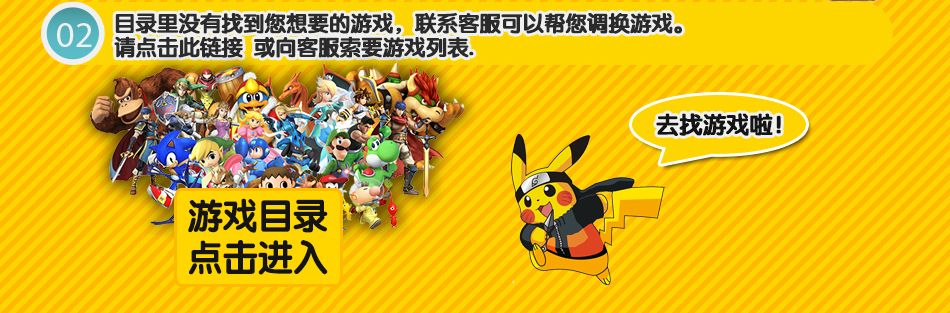 02
目录里没有找到您想要的游戏，联系客服可以帮您调换游戏。
请点击此链接 或向客服索要游戏列表.
去找游戏啦!
游戏目录
点击进入